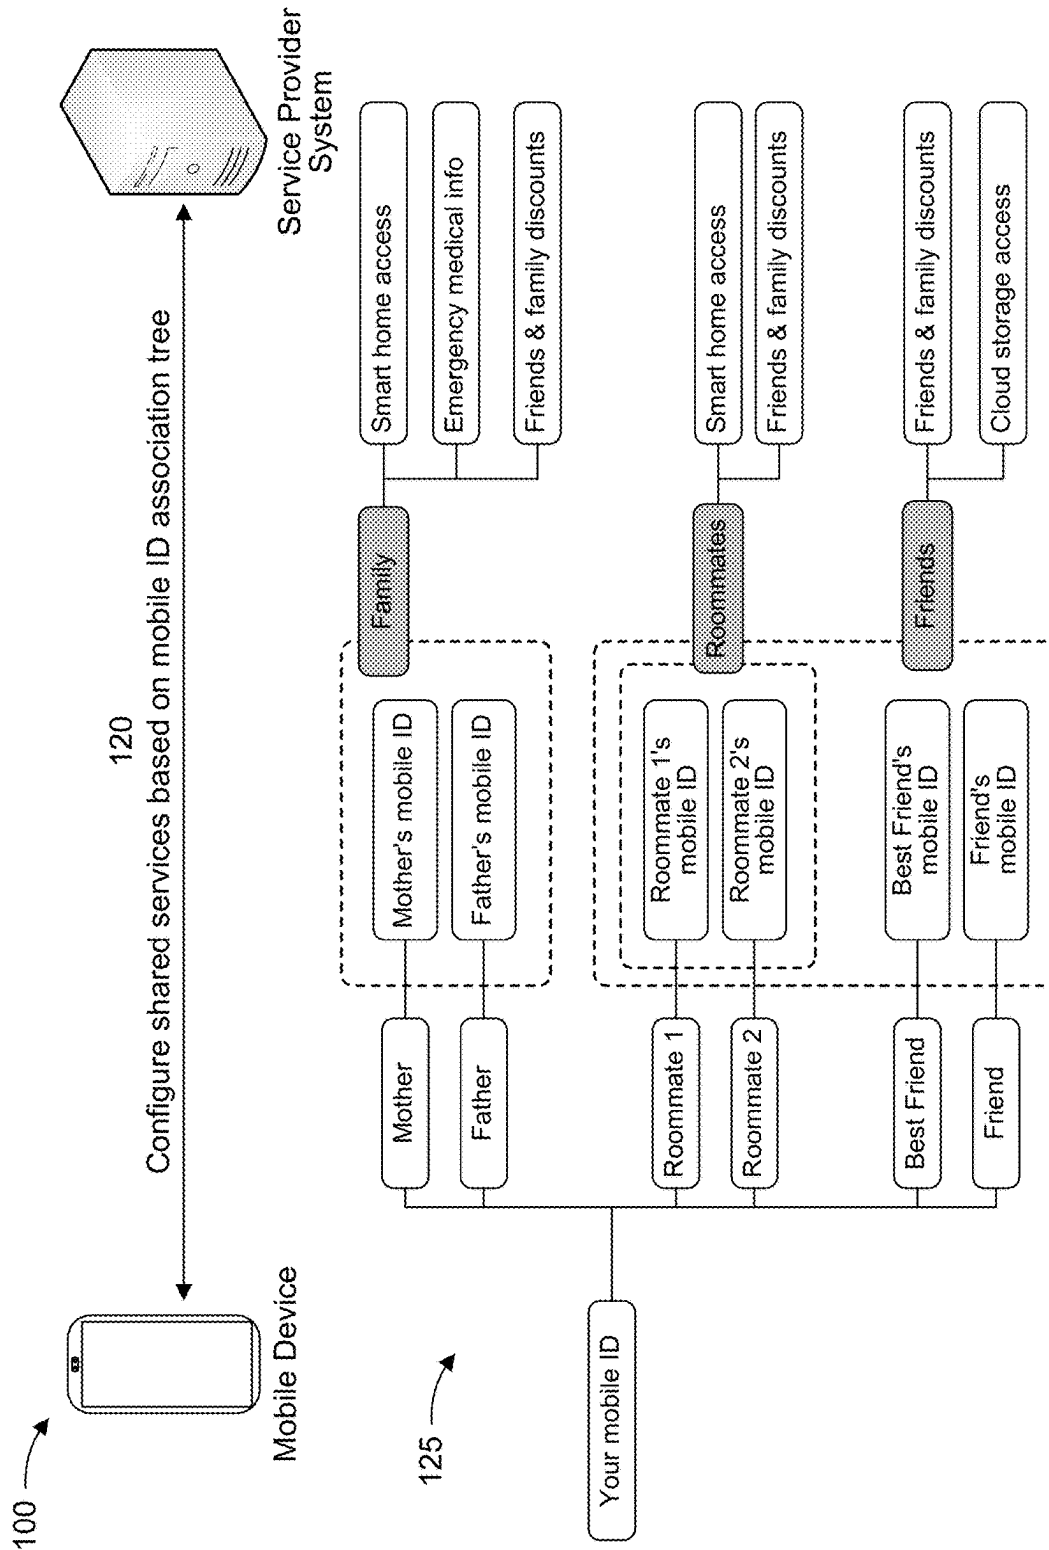 100
120
Configure shared services based on mobile ID association tree
Mobile Device
Service Provider
System
125
Your mobile ID
Mother
Mother's mobile ID
Family
Smart home access
Father
Father's mobile ID
Emergency medical info
Friends & family discounts
Roommate 1
Roommate 1's
mobile ID
Roommates
Smart home access
Roommate 2
Roommate 2's
mobile ID
Friends & family discounts
Best Friend
Best Friend's
mobile ID
Friends
Friends & family discounts
Friend
Friend's
mobile ID
Cloud storage access